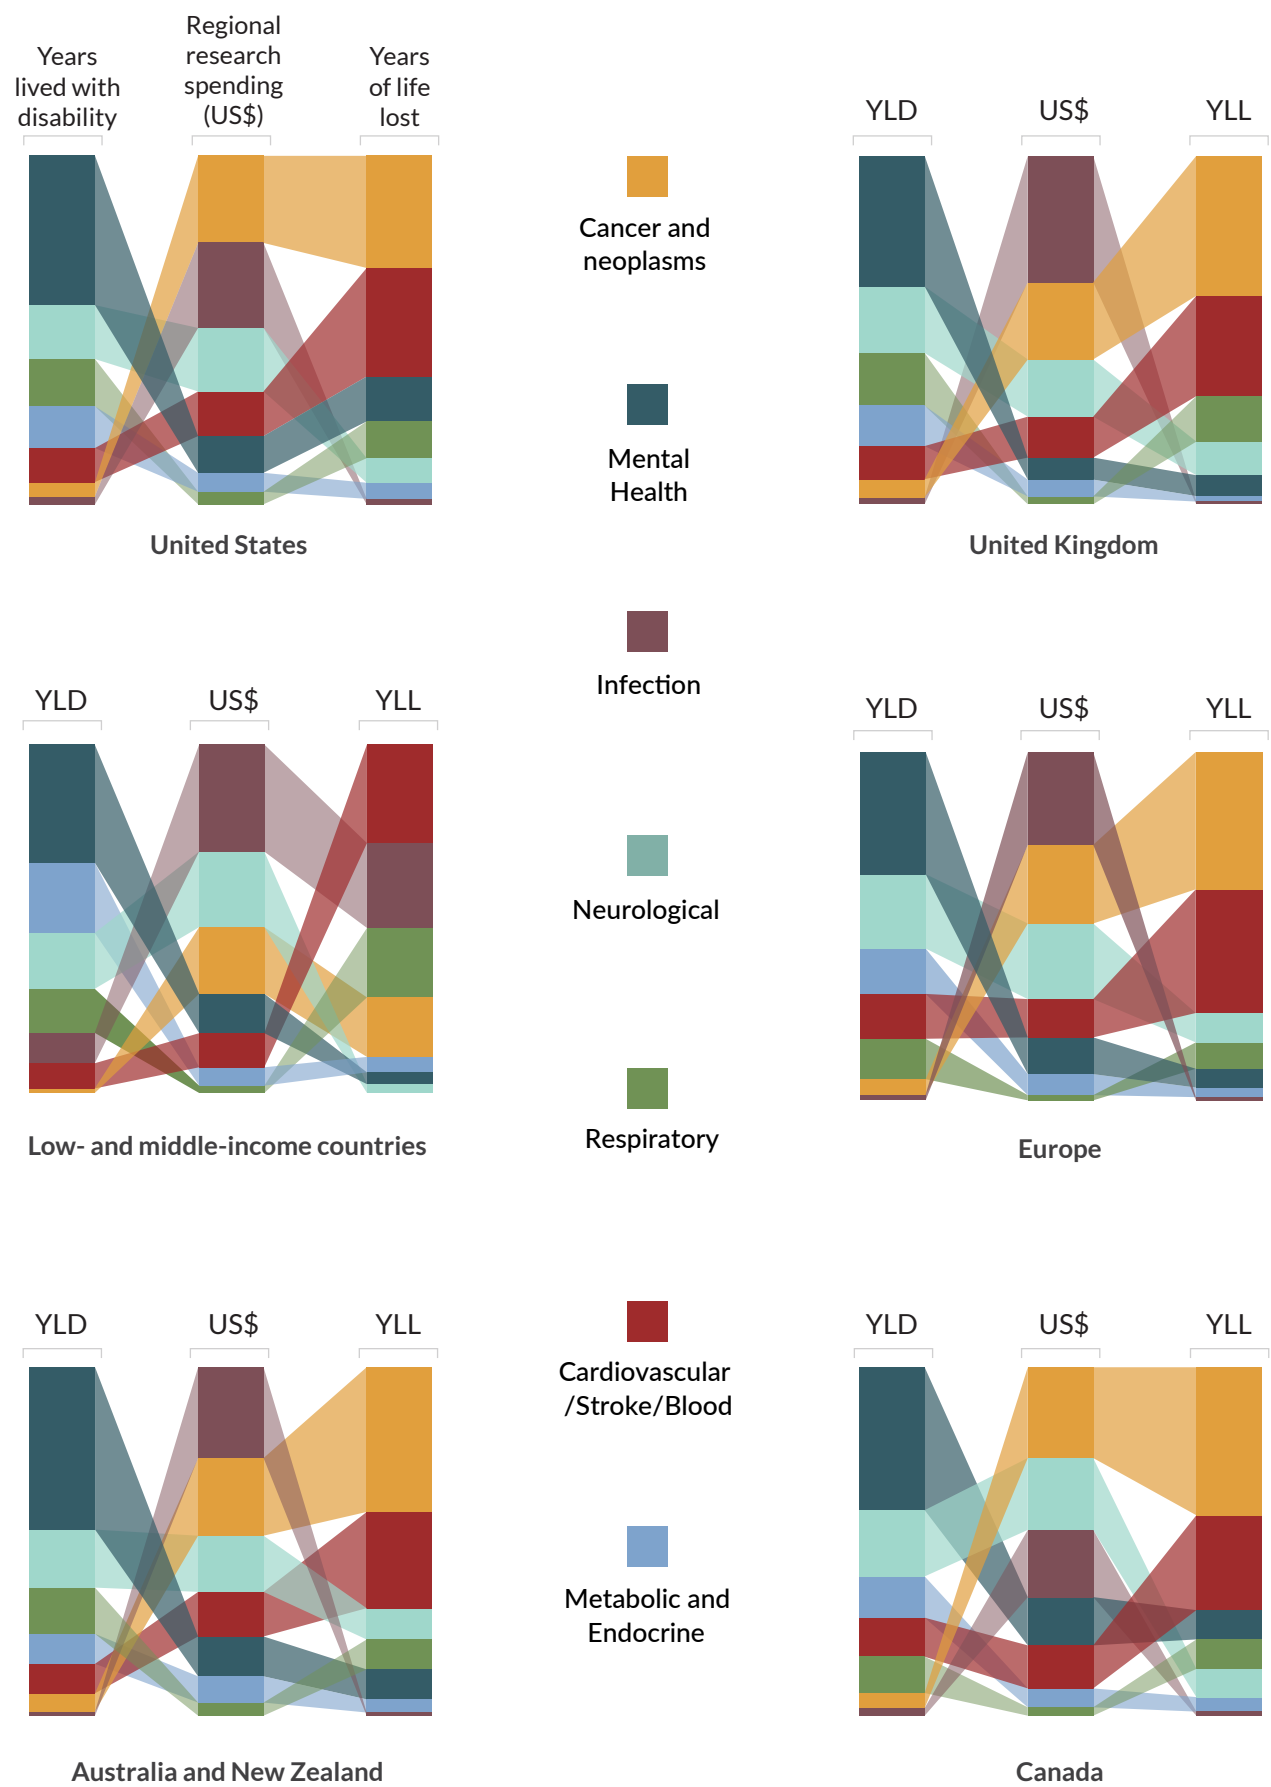 Years
lived with
disability
Regional
research
spending
(US$)
Years
of life
lost
YLD
US$
YLL
Cancer and
neoplasms
Mental
Health
United States
United Kingdom
Infection
YLD
US$
YLL
YLD
US$
YLL
Neurological
Respiratory
Low- and middle-income countries
Europe
YLD
US$
YLL
YLD
US$
YLL
Cardiovascular
/Stroke/Blood
Metabolic and
Endocrine
Australia and New Zealand
Canada